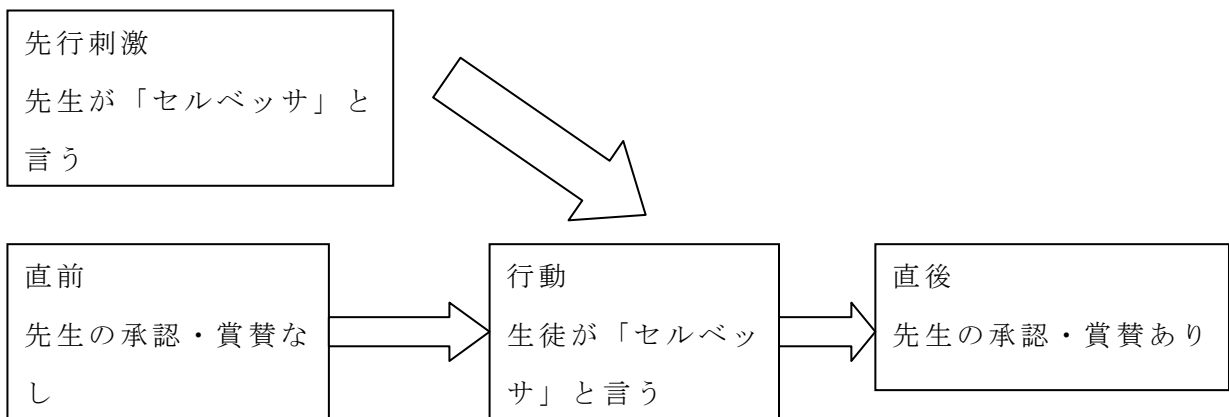 先行刺激
先生が「セルベッサ」と
言う
直前
先生の承認・賞賛な
し
行動
生徒が「セルベッ
サ」と言う
直後
先生の承認・賞賛あり